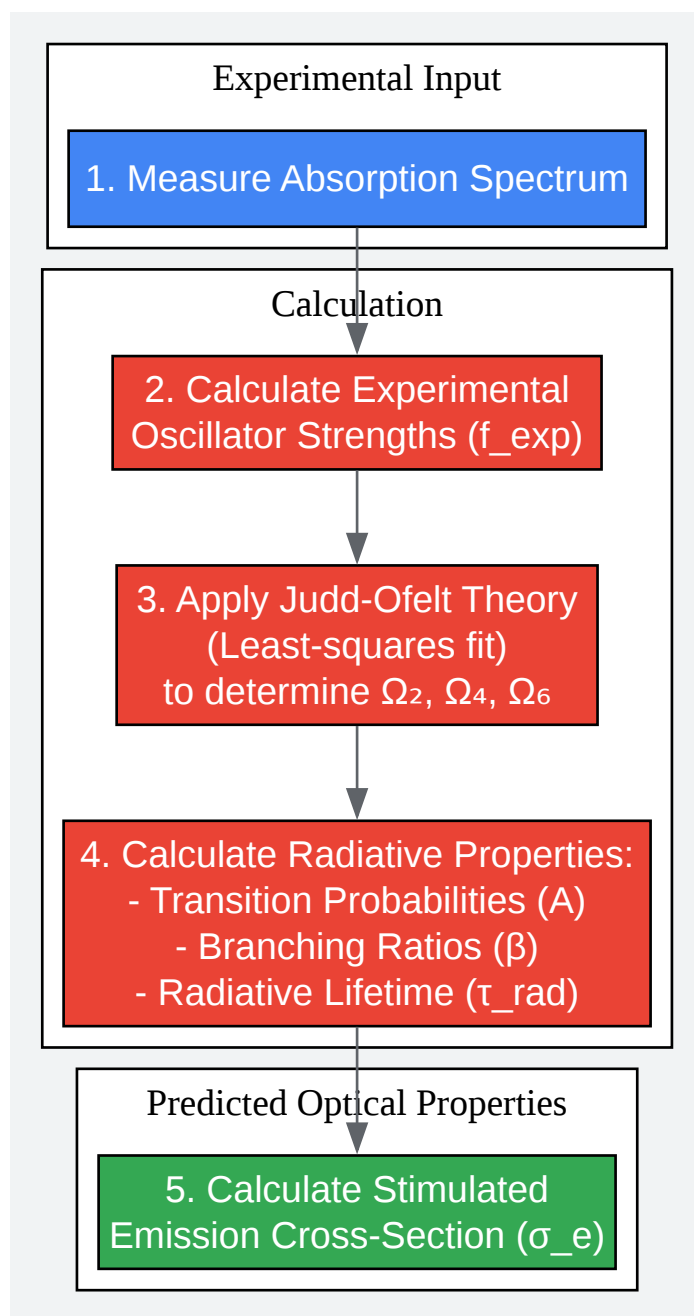 Experimental Input
1. Measure Absorption Spectrum
Calculation
2. Calculate Experimental
Oscillator Strengths (f_exp)
3. Apply Judd-Ofelt Theory
(Least-squares fit)
to determine Ω₂, Ω₄, Ω₆
4. Calculate Radiative Properties:
- Transition Probabilities (A)
- Branching Ratios (β)
- Radiative Lifetime (τ_rad)
Predicted Optical Properties
5. Calculate Stimulated
Emission Cross-Section (σ_e)